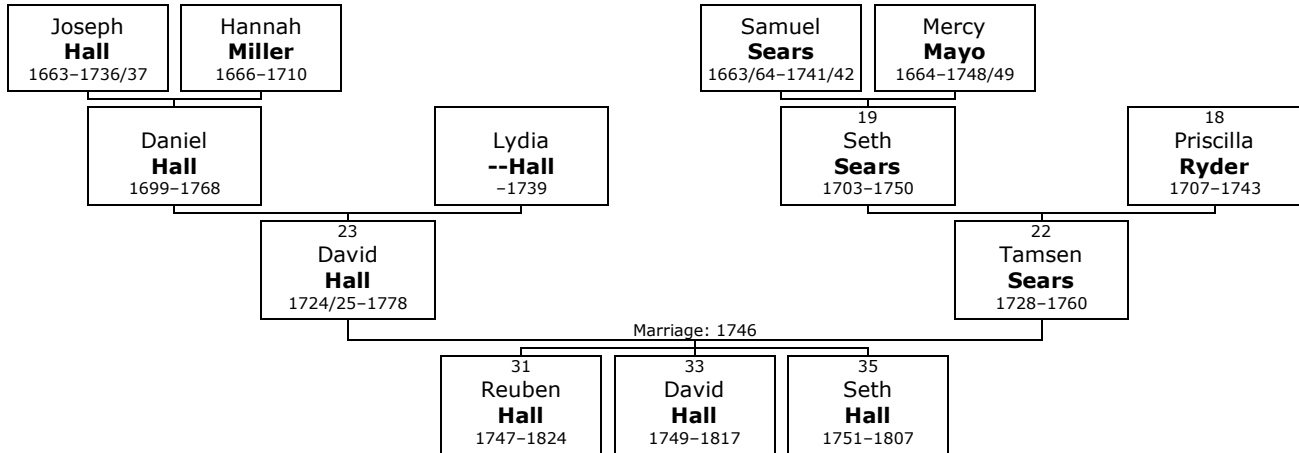 Joseph
Hall
1663–1736/37
Hannah
Miller
1666–1710
Samuel
Sears
1663/64–1741/42
Mercy
Mayo
1664–1748/49
Daniel
Hall
1699–1768
Lydia
--Hall
–1739
19
Seth
Sears
1703–1750
18
Priscilla
Ryder
1707–1743
23
David
Hall
1724/25–1778
22
Tamsen
Sears
1728–1760
Marriage: 1746
31
Reuben
Hall
1747–1824
33
David
Hall
1749–1817
35
Seth
Hall
1751–1807